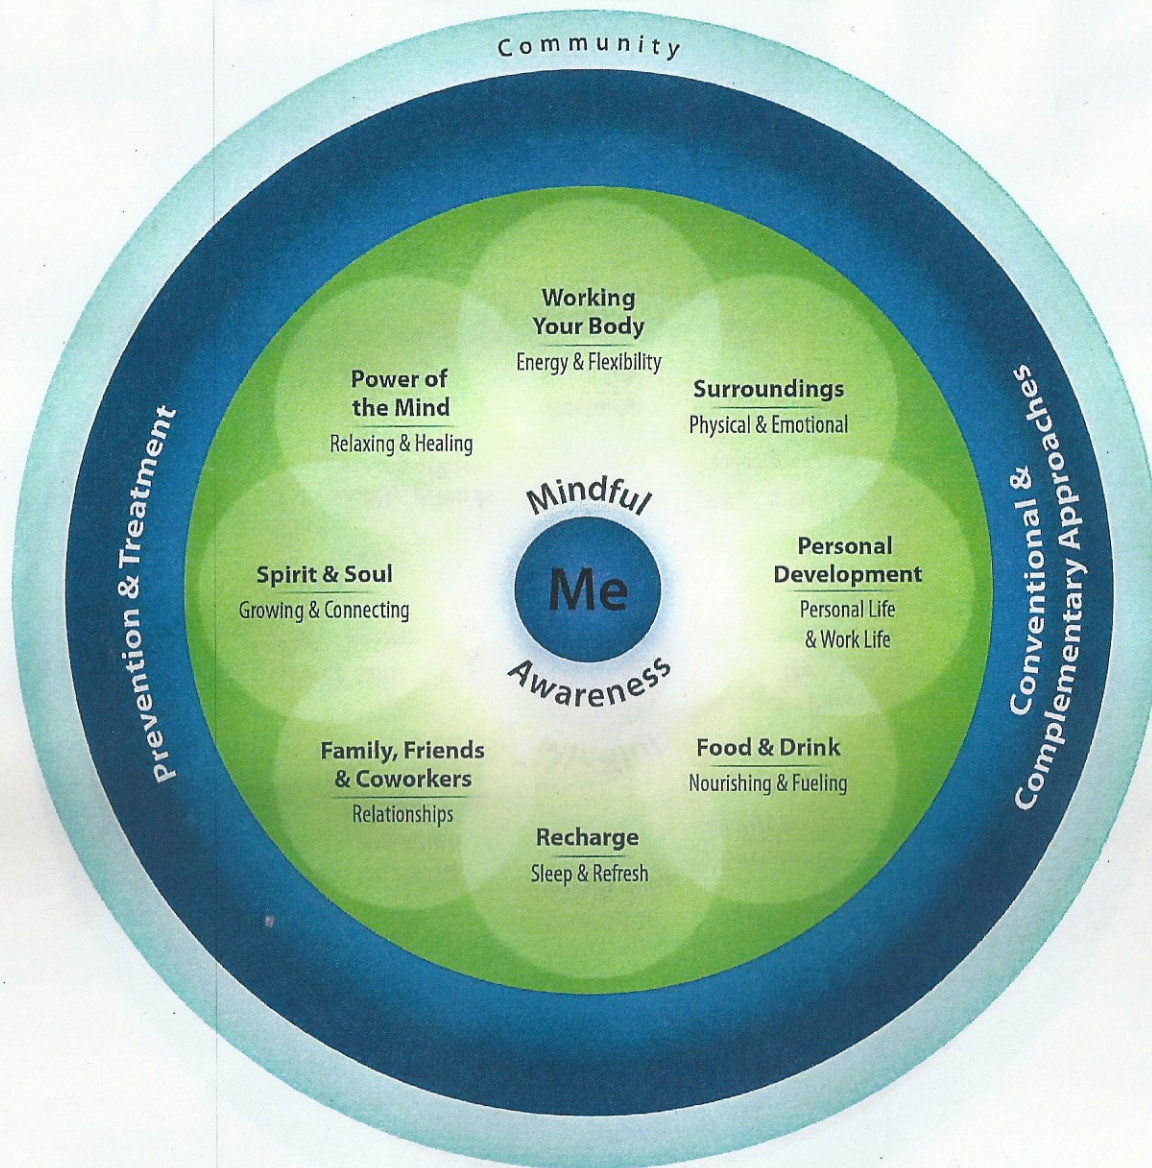 Community
Prevention & Treatment
Conventional &
Complementary Approaches
Working
Your Body
Energy & Flexibility
Surroundings
Physical & Emotional
Personal
Development
Personal Life
& Work Life
Food & Drink
Nourishing & Fueling
Recharge
Sleep & Refresh
Family, Friends
& Coworkers
Relationships
Spirit & Soul
Growing & Connecting
Power of
the Mind
Relaxing & Healing
Mindful
Awareness
Me